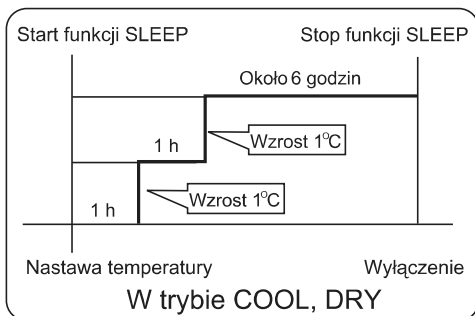 Start funkcji SLEEP
Stop funkcji SLEEP
Około 6 godzin
1 h
Wzrost 1°C
1 h
Wzrost 1°C
Nastawa temperatury
Wyłączenie
W trybie COOL, DRY